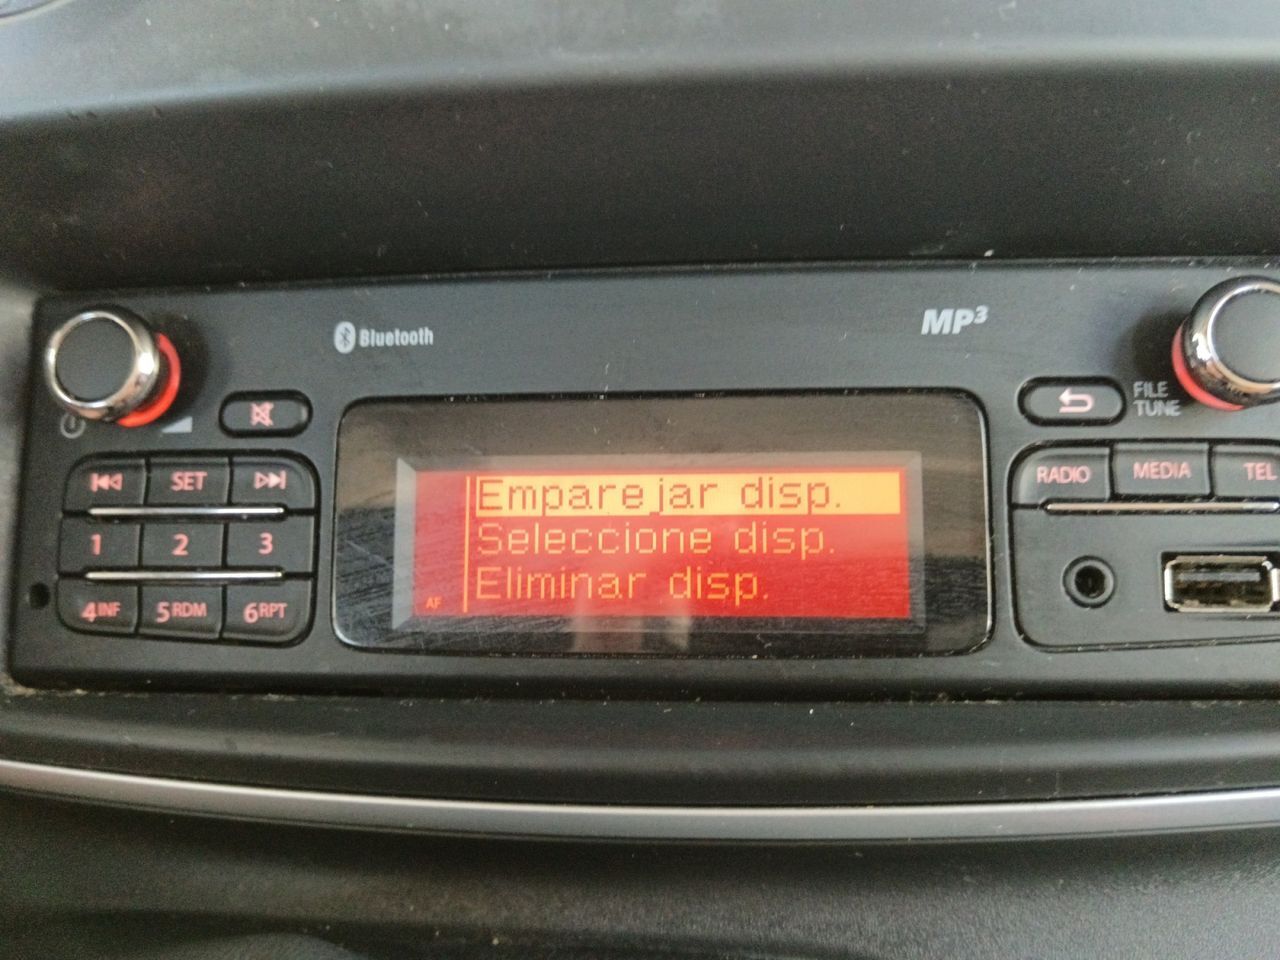 Bluetooth
MP3
FILE
TUNE
SET
RADIO
MEDIA
TEL
Emparejar disp.
Seleccione disp.
Eliminar disp.
AF
1
2
3
4INF
5RDM
6RPT